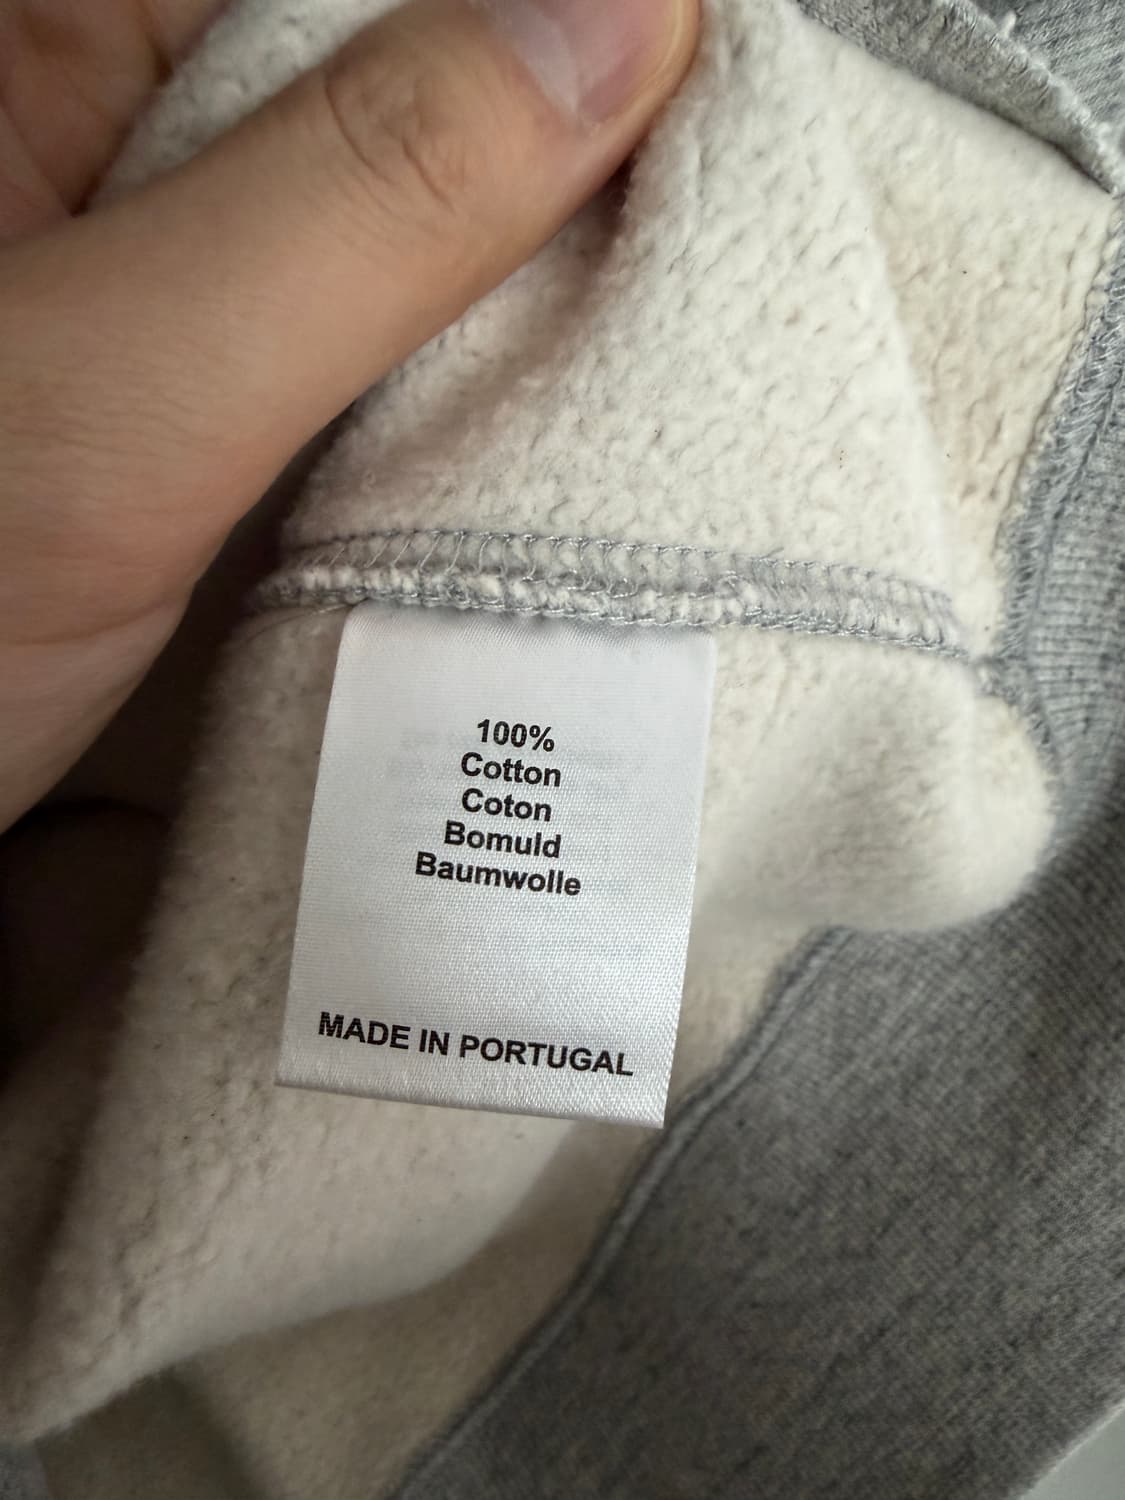 100%
Cotton
Coton
Bomuld
Baumwolle
MADE IN PORTUGAL